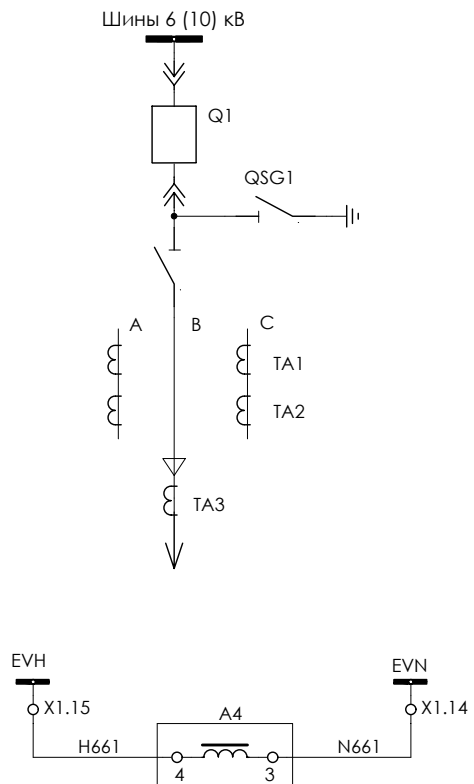 Шины 6 (10) кВ
Q1
QSG1
A B C
TA1
TA2
TA3
EVH EVN
X1.15 X1.14
A4
H661 N661
4 3